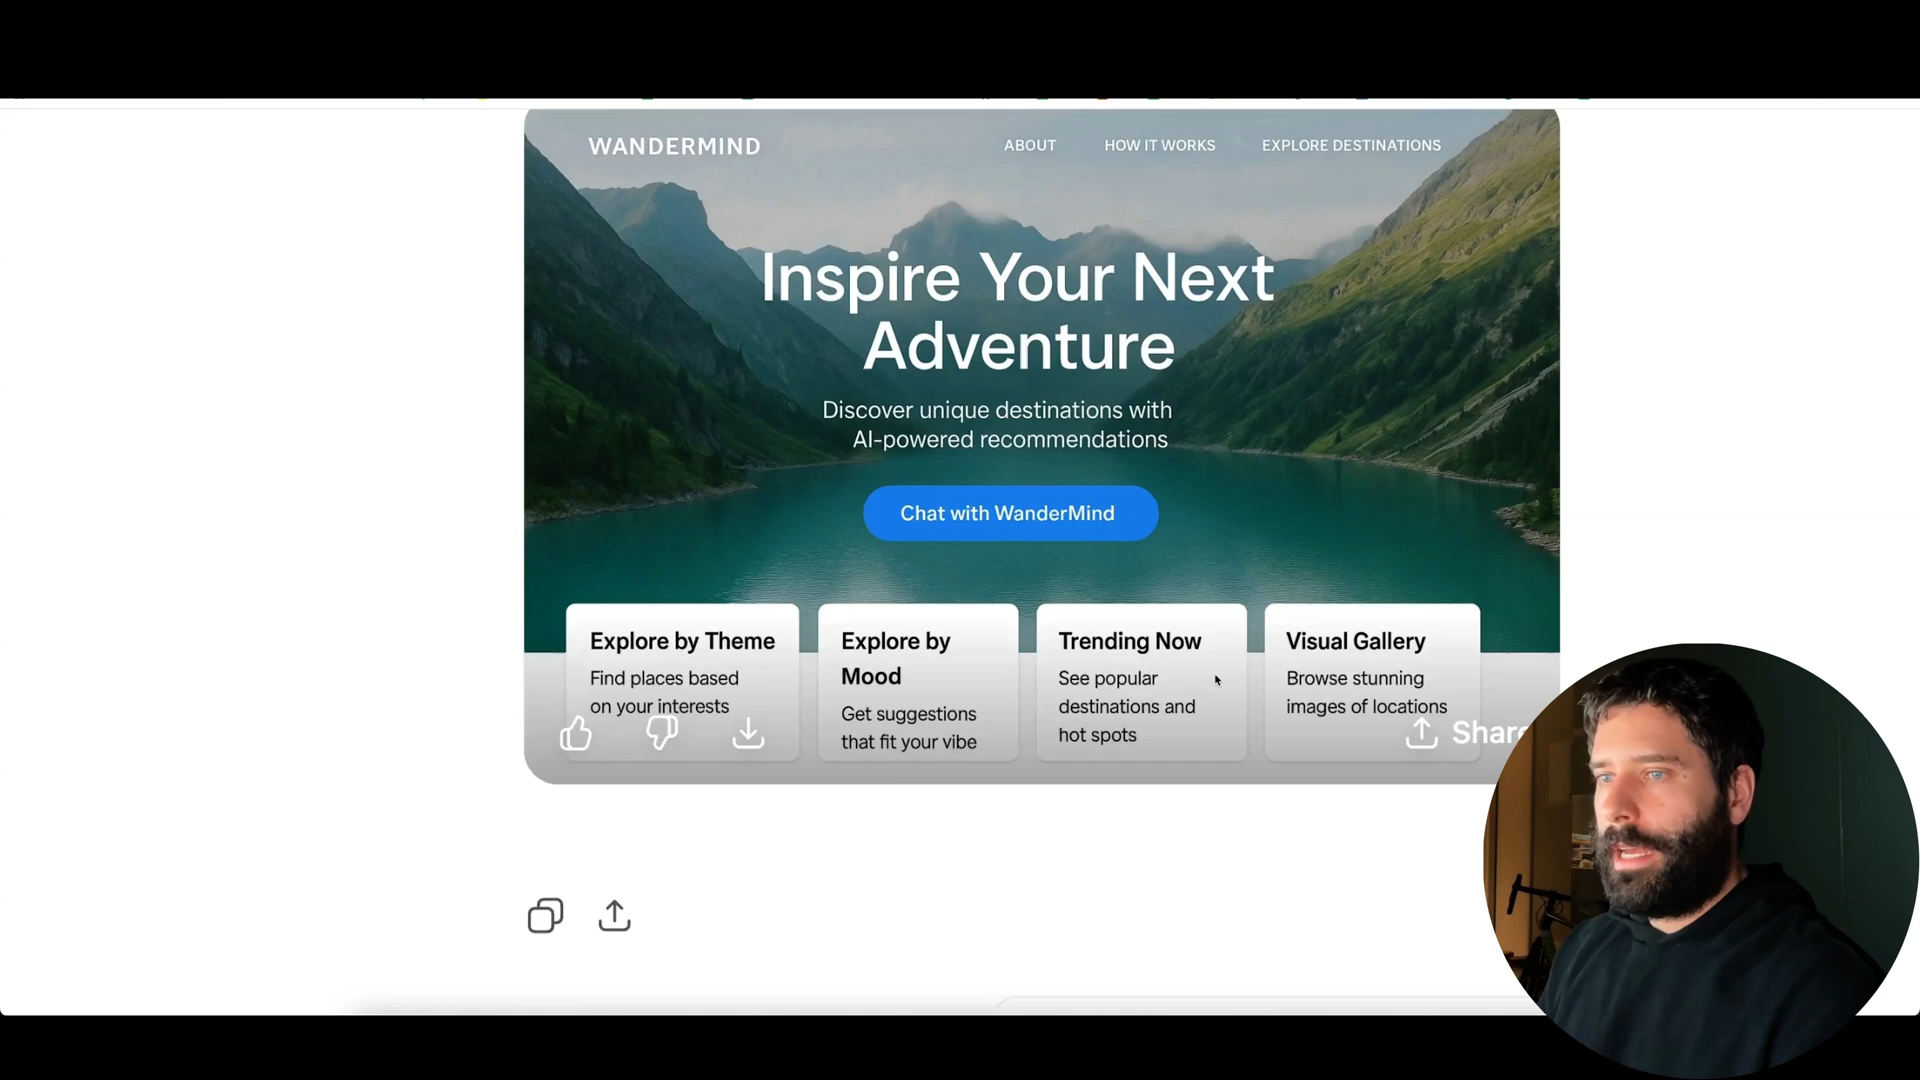 WANDERMIND
ABOUT
HOW IT WORKS
EXPLORE DESTINATIONS
Inspire Your Next
Adventure
Discover unique destinations with
AI-powered recommendations
Chat with WanderMind
Explore by Theme
Find places based
on your interests
Explore by
Mood
Get suggestions
that fit your vibe
Trending Now
See popular
destinations and
hot spots
Visual Gallery
Browse stunning
images of locations
Share